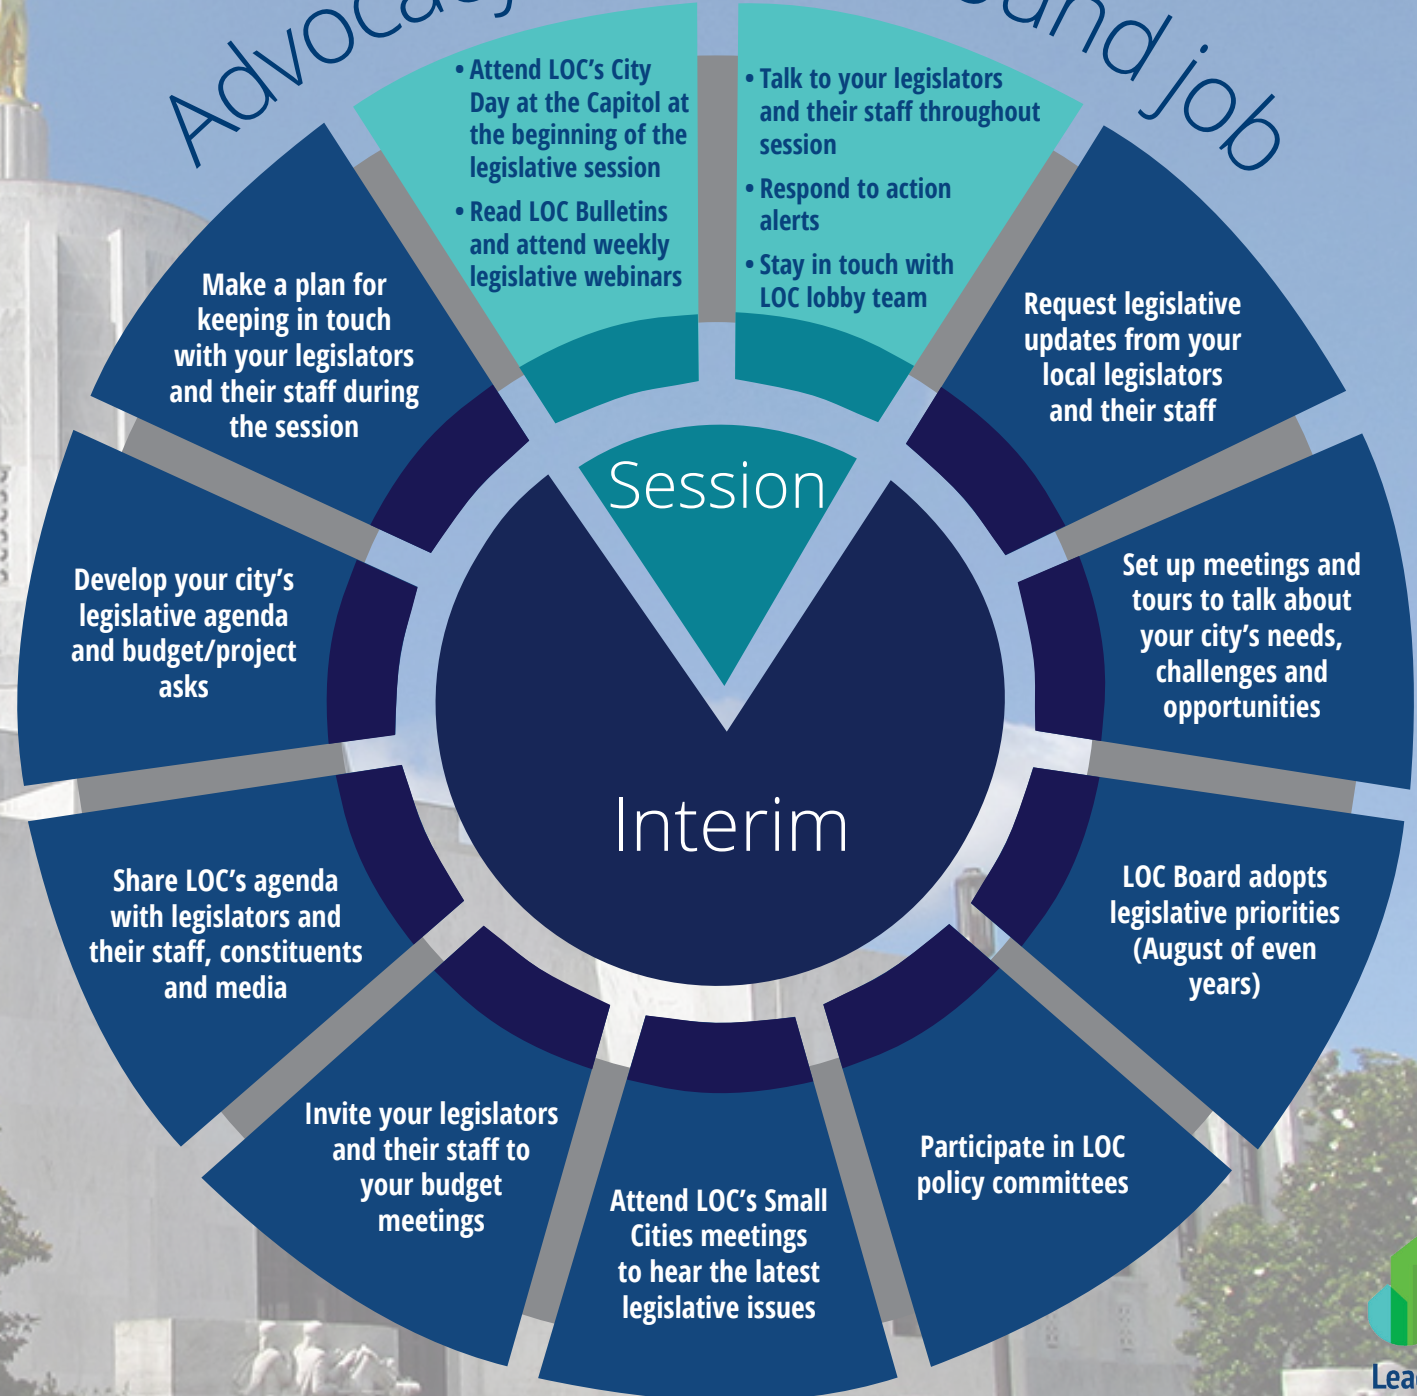 Advocacy
und job
• Attend LOC's City
Day at the Capitol at
the beginning of the
legislative session
• Read LOC Bulletins
and attend weekly
legislative webinars
• Talk to your legislators
and their staff throughout
session
• Respond to action
alerts
• Stay in touch with
LOC lobby team
Request legislative
updates from your
local legislators
and their staff
Set up meetings and
tours to talk about
your city's needs,
challenges and
opportunities
LOC Board adopts
legislative priorities
(August of even
years)
Participate in LOC
policy committees
Attend LOC's Small
Cities meetings
to hear the latest
legislative issues
Invite your legislators
and their staff to
your budget
meetings
Share LOC's agenda
with legislators and
their staff, constituents
and media
Develop your city's
legislative agenda
and budget/project
asks
Make a plan for
keeping in touch
with your legislators
and their staff during
the session
Session
Interim